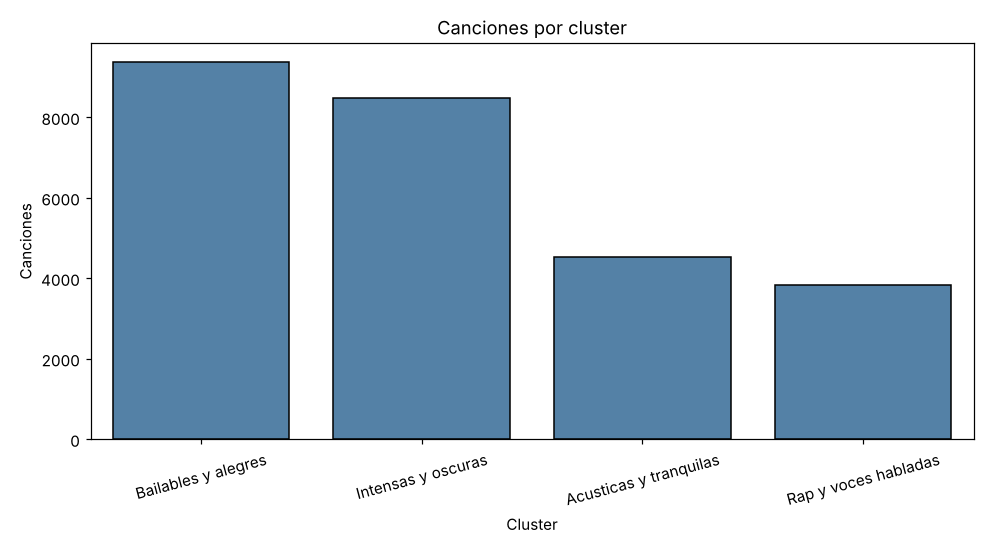 Canciones por cluster
Canciones
8000
6000
4000
2000
0
Bailables y alegres
Intensas y oscuras
Acusticas y tranquilas
Rap y voces habladas
Cluster